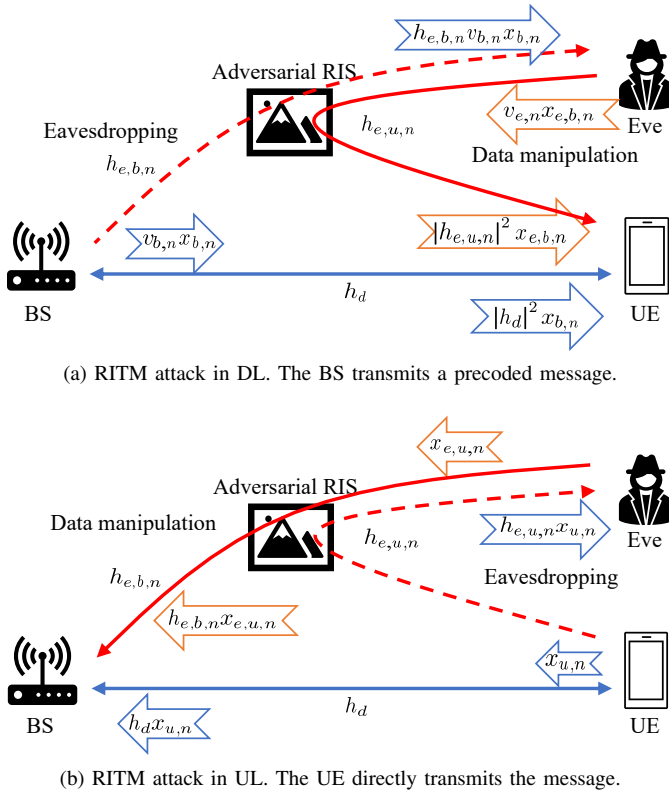 h_{e,b,n} v_{b,n} x_{b,n}
Adversarial RIS
Eve
v_{e,n} x_{e,b,n}
Eavesdropping
h_{e,u,n}
Data manipulation
h_{e,b,n}
v_{b,n} x_{b,n}
|h_{e,u,n}|^2 x_{e,b,n}
h_d
BS
UE
|h_d|^2 x_{b,n}
(a) RITM attack in DL. The BS transmits a precoded message.
x_{e,u,n}
Adversarial RIS
Data manipulation
h_{e,u,n}
h_{e,u,n} x_{u,n}
Eve
h_{e,b,n}
Eavesdropping
h_{e,b,n} x_{e,u,n}
x_{u,n}
h_d
BS
UE
h_d x_{u,n}
(b) RITM attack in UL. The UE directly transmits the message.